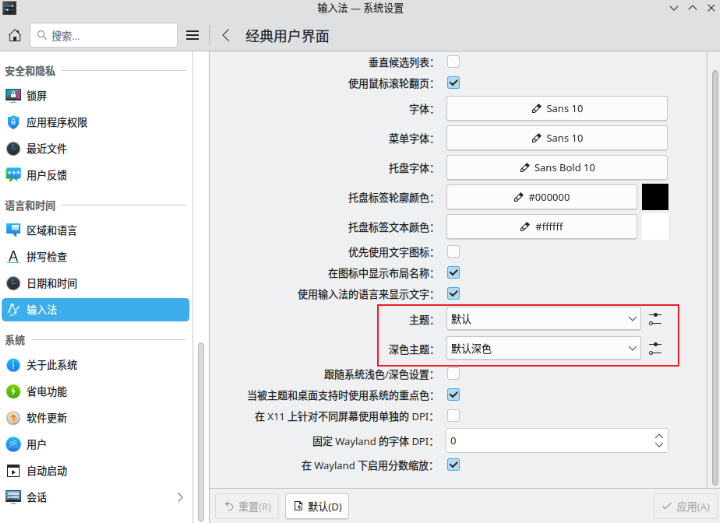 输入法 — 系统设置
搜索...
经典用户界面
安全和隐私
锁屏
应用程序权限
最近文件
用户反馈
语言和时间
区域和语言
拼写检查
日期和时间
输入法
系统
关于此系统
省电功能
软件更新
用户
自动启动
会话
垂直候选列表：
使用鼠标滚轮翻页：
字体： Sans 10
菜单字体： Sans 10
托盘字体： Sans Bold 10
托盘标签轮廓颜色： #000000
托盘标签文本颜色： #ffffff
优先使用文字图标：
在图标中显示布局名称：
使用输入法的语言来显示文字：
主题： 默认
深色主题： 默认深色
跟随系统浅色/深色设置：
当被主题和桌面支持时使用系统的重点色：
在 X11 上针对不同屏幕使用单独的 DPI：
固定 Wayland 的字体 DPI： 0
在 Wayland 下启用分数缩放：
重置(R) 默认(D) 应用(A)